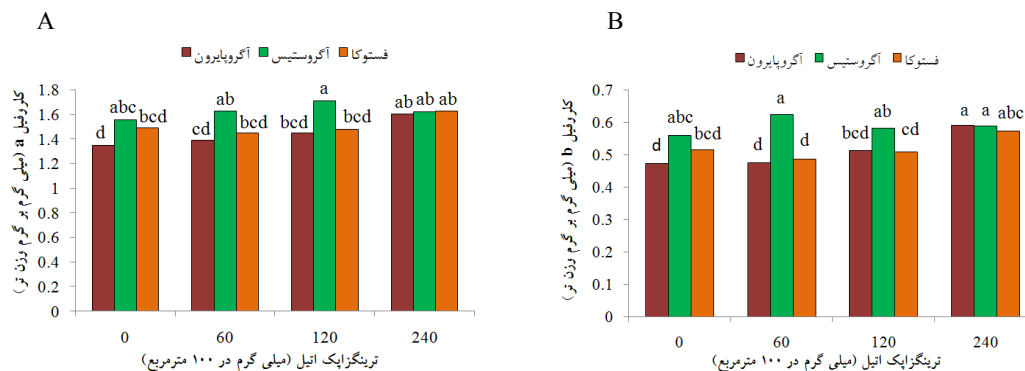 A
آگروپایرون آگروستیس فستوکا
کلروفیل a (میلی گرم بر گرم وزن تر)
1.8
1.6
1.4
1.2
1
0.8
0.6
0.4
0.2
0
d abc bcd cd ab bcd bcd a bcd ab ab ab
0 60 120 240
ترینگزاپک اتیل (میلی گرم در ۱۰۰ مترمربع)
B
آگروپایرون آگروستیس فستوکا
کلروفیل b (میلی گرم بر گرم وزن تر)
0.7
0.6
0.5
0.4
0.3
0.2
0.1
0
d abc bcd d a d bcd ab cd a a abc
0 60 120 240
ترینگزاپک اتیل (میلی گرم در ۱۰۰ مترمربع)